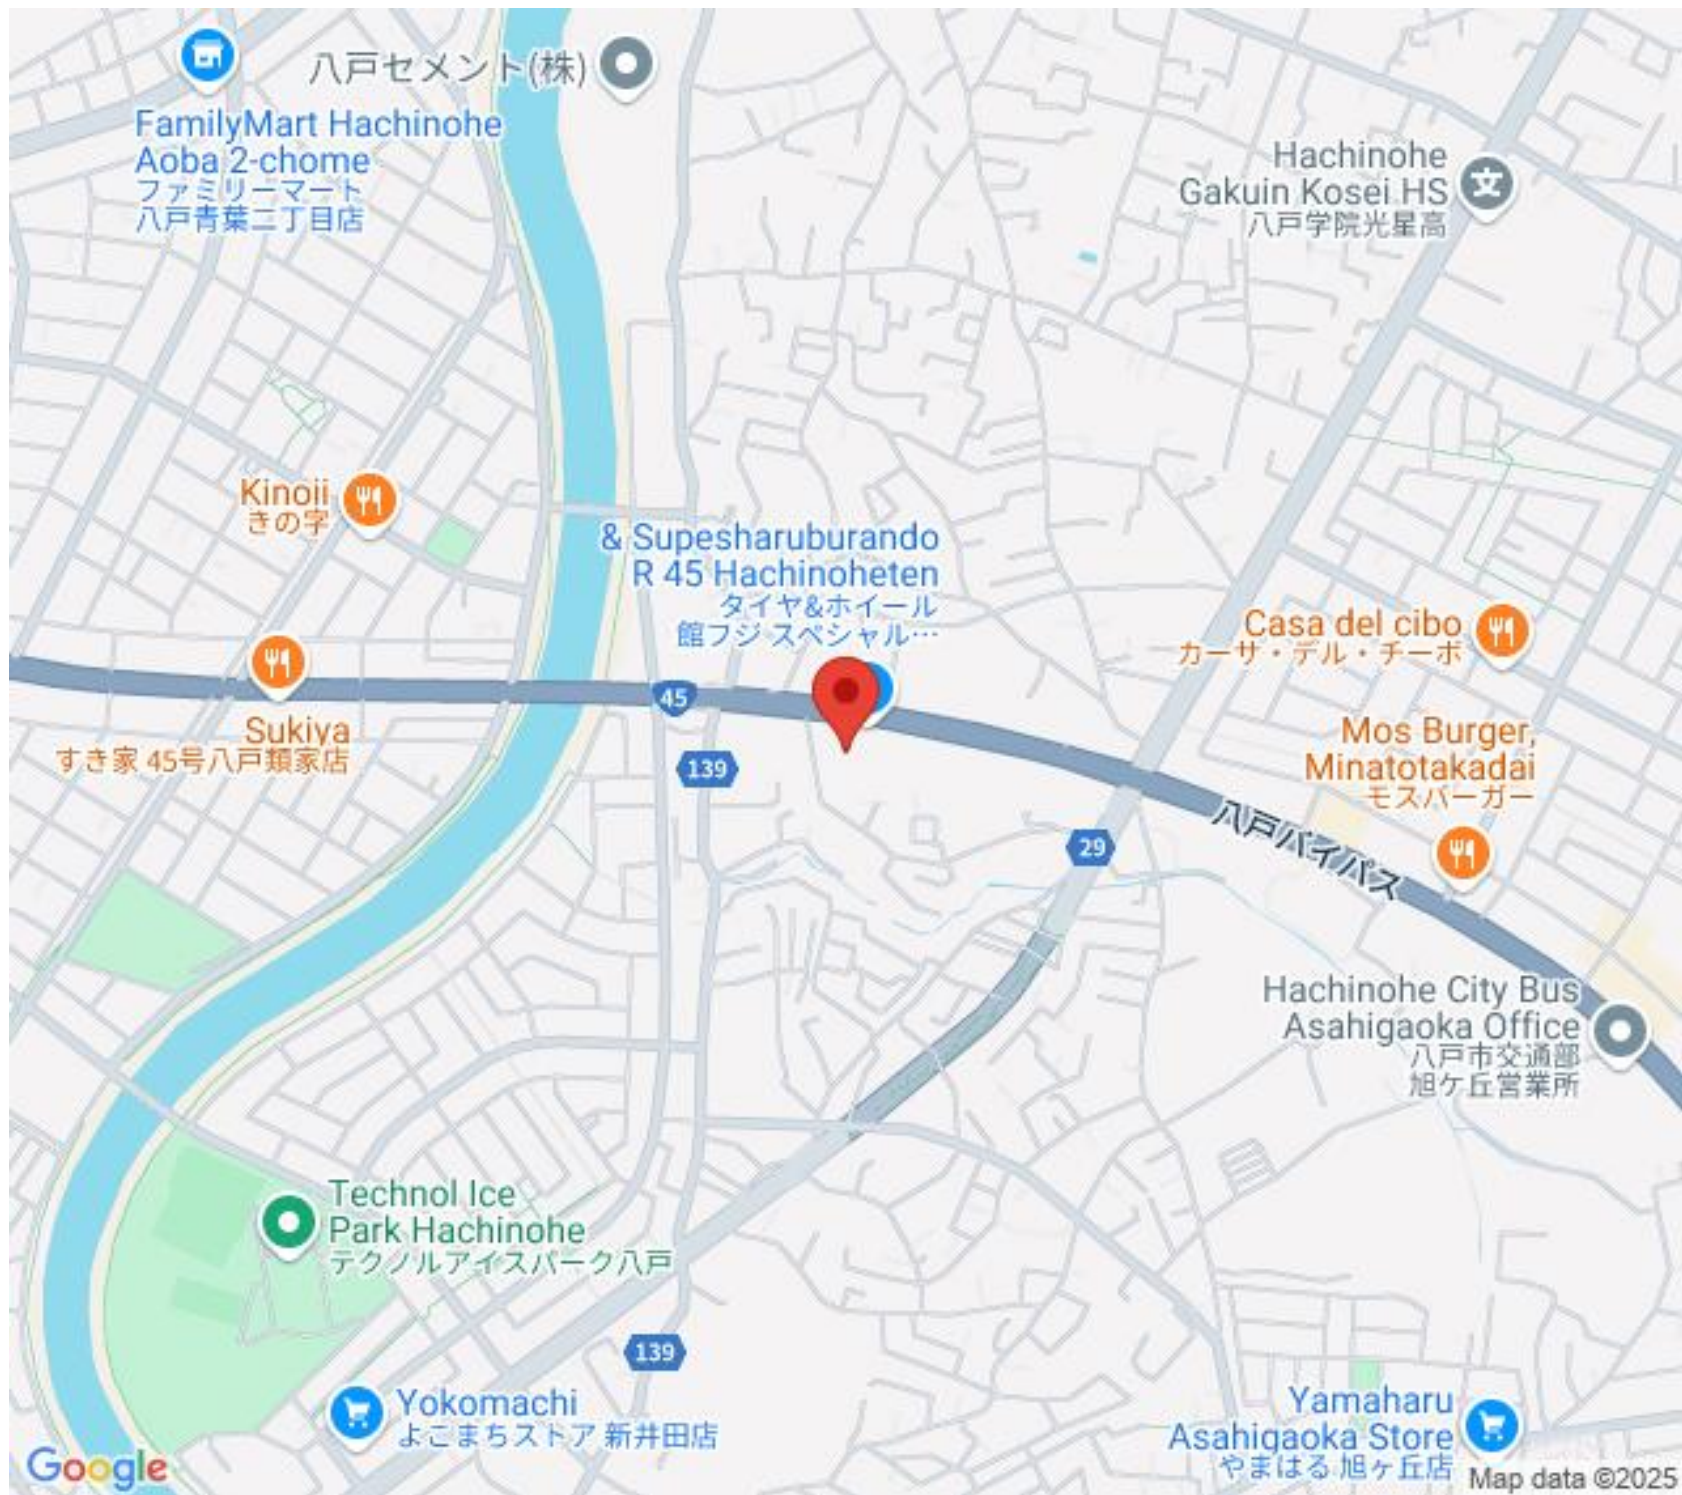 八戸セメント(株)
FamilyMart Hachinohe
Aoba 2-chome
ファミリーマート
八戸青葉二丁目店
Hachinohe
Gakuin Kosei HS
八戸学院光星高
Kinoji
きの字
& Supesharuburando
R 45 Hachinoheten
タイヤ&ホイール
館フジ スペシャル…
Casa del cibo
カーサ・デル・チーボ
45
Sukiya
すき家 45号八戸類家店
139
Mos Burger,
Minatotakadai
モスバーガー
29
八戸バイパス
Hachinohe City Bus
Asahigaoka Office
八戸市交通部
旭ケ丘営業所
Technol Ice
Park Hachinohe
テクノルアイスパーク八戸
139
Yokomachi
よこまちストア 新井田店
Yamaharu
Asahigaoka Store
やまはる 旭ヶ丘店
Google
Map data ©2025